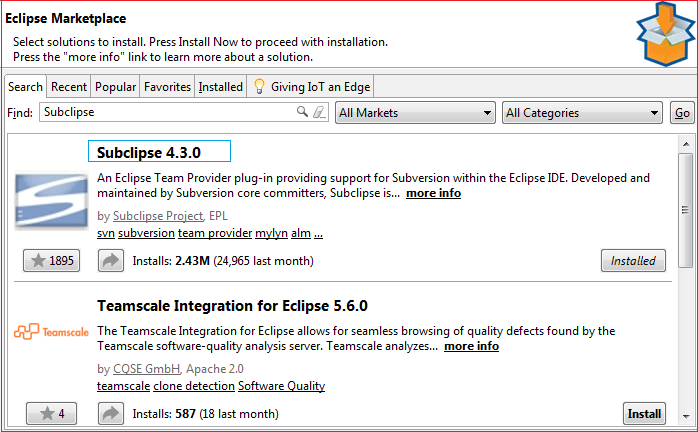 Eclipse Marketplace
Select solutions to install. Press Install Now to proceed with installation.
Press the "more info" link to learn more about a solution.
Search Recent Popular Favorites Installed Giving IoT an Edge
Find: Subclipse All Markets All Categories Go
Subclipse 4.3.0
An Eclipse Team Provider plug-in providing support for Subversion within the Eclipse IDE. Developed and
maintained by Subversion core committers, Subclipse is... more info
by Subclipse Project, EPL
svn subversion team provider mylyn alm ...
1895 Installs: 2.43M (24,965 last month) Installed
Teamscale Integration for Eclipse 5.6.0
Teamscale
The Teamscale Integration for Eclipse allows for seamless browsing of quality defects found by the
Teamscale software-quality analysis server. Teamscale analyzes... more info
by CQSE GmbH, Apache 2.0
teamscale clone detection Software Quality
4 Installs: 587 (18 last month) Install